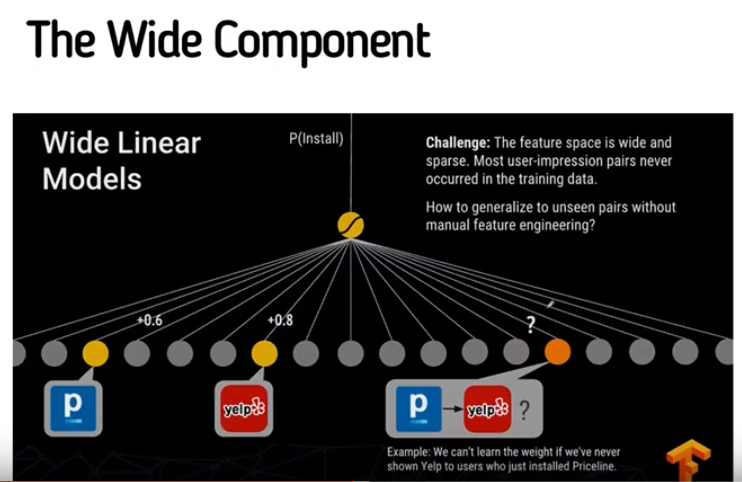 The Wide Component
Wide Linear
Models
P(Install)
Challenge: The feature space is wide and
sparse. Most user-impression pairs never
occurred in the training data.
How to generalize to unseen pairs without
manual feature engineering?
+0.6
+0.8
?
p
yelp
p
yelp
?
Example: We can't learn the weight if we've never
shown Yelp to users who just installed Priceline.